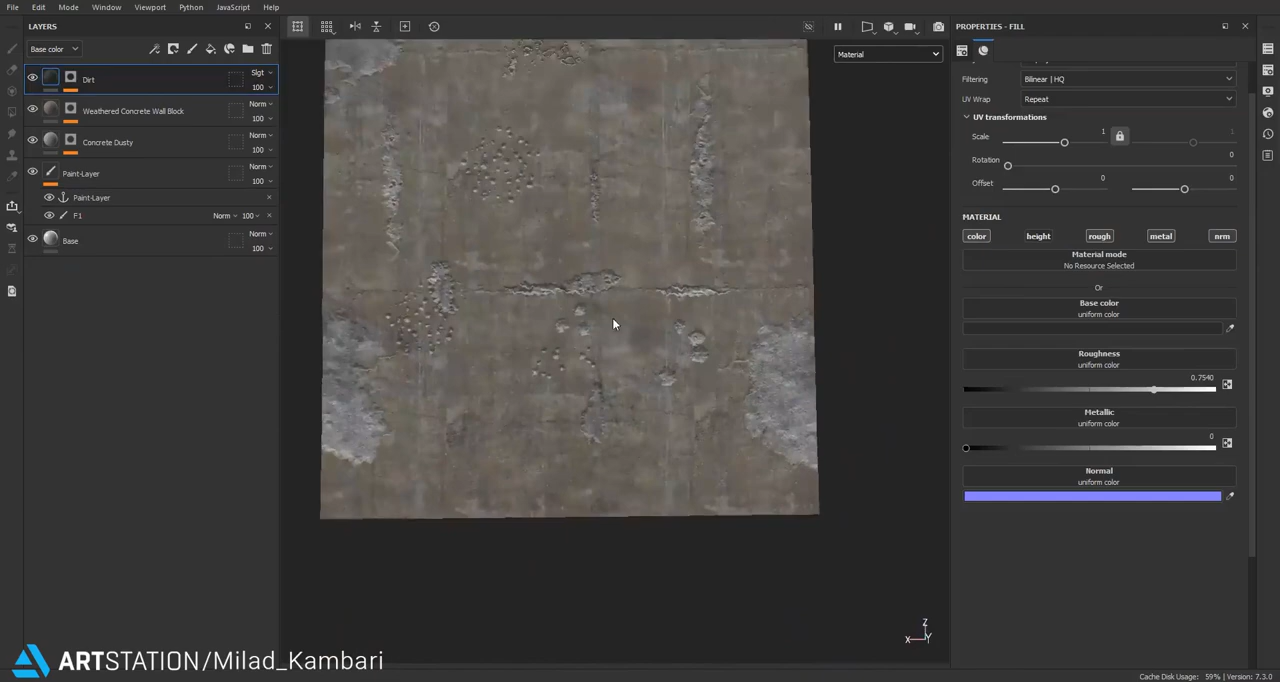 File Edit Mode Window Viewport Python JavaScript Help
LAYERS
Base color
Dirt
Slgt
100
Weathered Concrete Wall Block
Norm
100
Concrete Dusty
Norm
100
Paint-Layer
Norm
100
Paint-Layer
F1 Norm 100
Base
Norm
100
Material
Z
X Y
ARTSTATION/Milad_Kambari
PROPERTIES - FILL
Filtering Bilinear | HQ
UV Wrap Repeat
UV transformations
Scale 1 1
Rotation 0
Offset 0 0
MATERIAL
color height rough metal nrm
Material mode
No Resource Selected
Or
Base color
uniform color
Roughness
uniform color
0.7540
Metallic
uniform color
0
Normal
uniform color
Cache Disk Usage: 59% | Version: 7.3.0